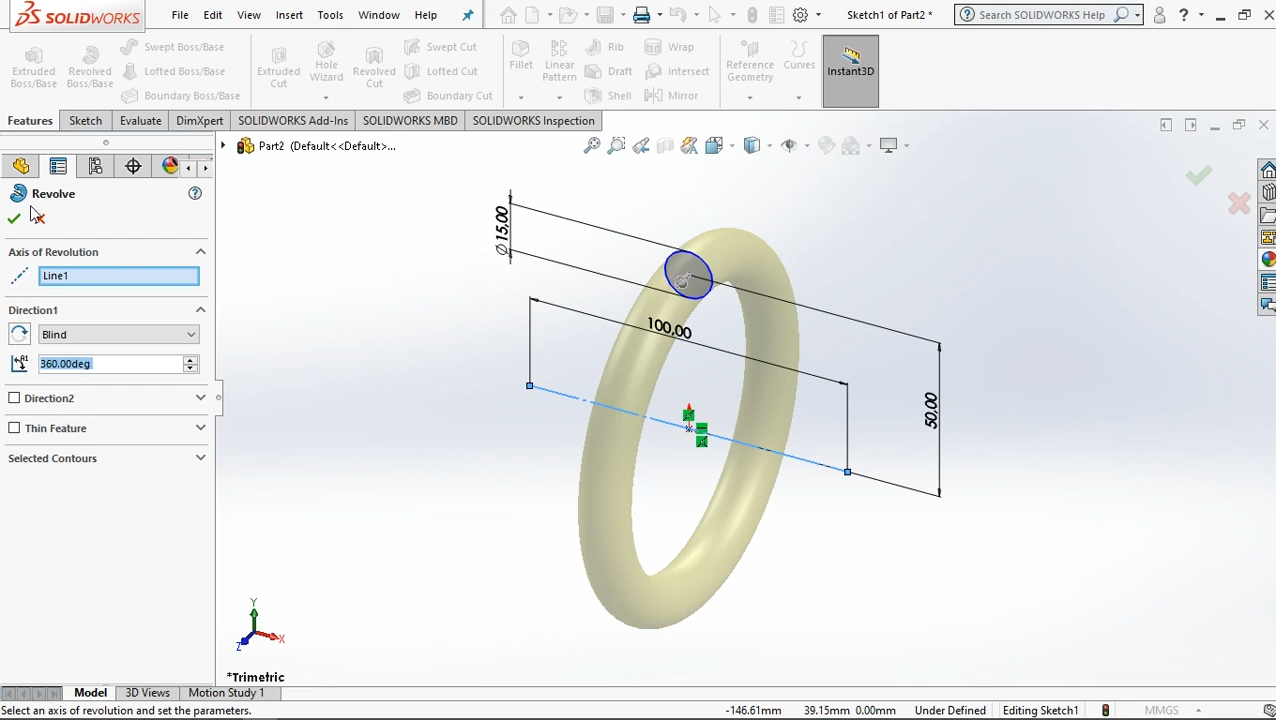 SOLIDWORKS File Edit View Insert Tools Window Help Sketch1 of Part2 * Search SOLIDWORKS Help ?
Extruded Boss/Base
Revolved Boss/Base
Swept Boss/Base
Lofted Boss/Base
Boundary Boss/Base
Extruded Cut
Hole Wizard
Revolved Cut
Swept Cut
Lofted Cut
Boundary Cut
Fillet
Linear Pattern
Rib
Draft
Shell
Wrap
Intersect
Mirror
Reference Geometry
Curves
Instant3D
Features Sketch Evaluate DimXpert SOLIDWORKS Add-Ins SOLIDWORKS MBD SOLIDWORKS Inspection
Part2 (Default<<Default>...
Revolve
Axis of Revolution
Line1
Direction1
Blind
360.00deg
Direction2
Thin Feature
Selected Contours
∅15,00
100,00
50,00
Y
X
Z
*Trimetric
Model 3D Views Motion Study 1
Select an axis of revolution and set the parameters. -146.61mm 39.15mm 0.00mm Under Defined Editing Sketch1 MMGS